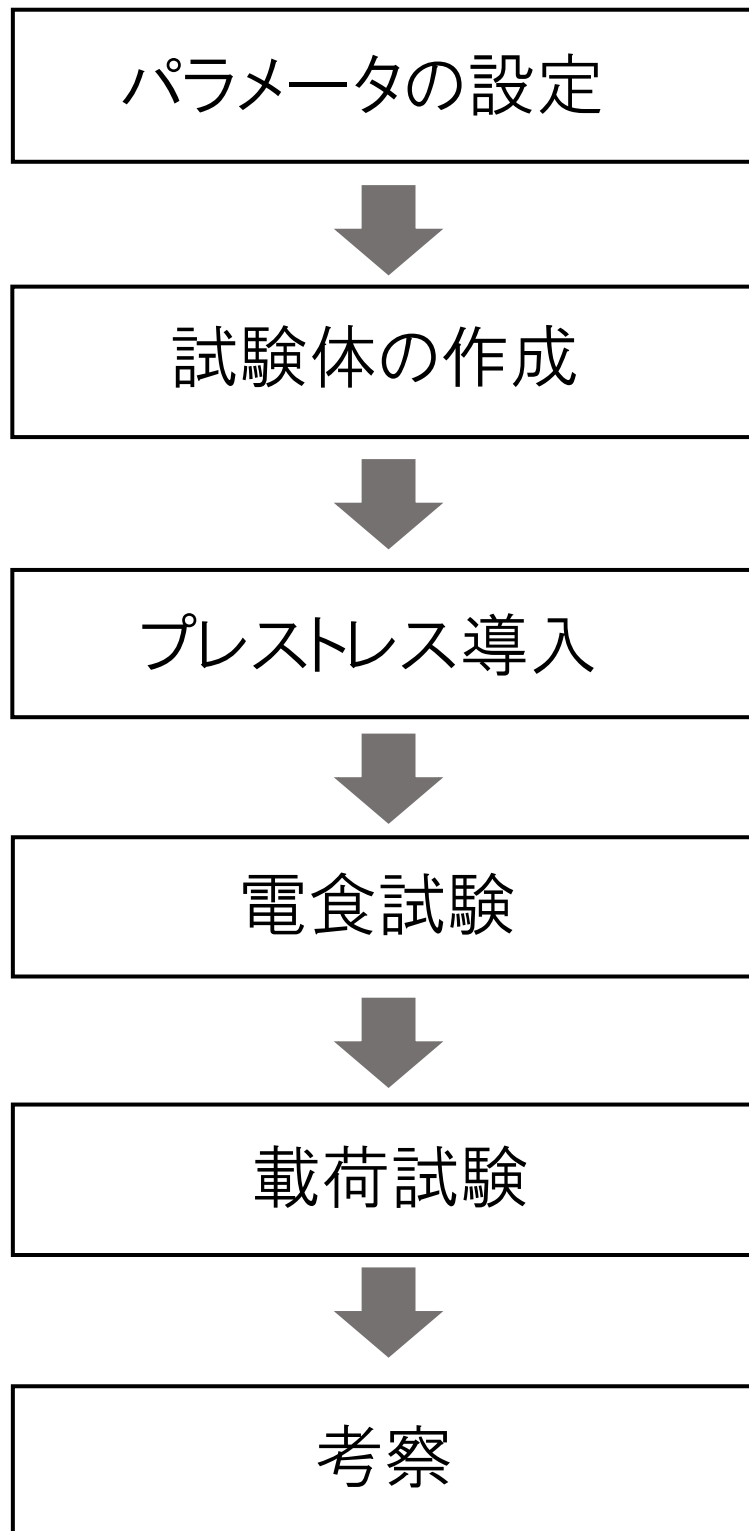 パラメータの設定
試験体の作成
プレストレス導入
電食試験
載荷試験
考察